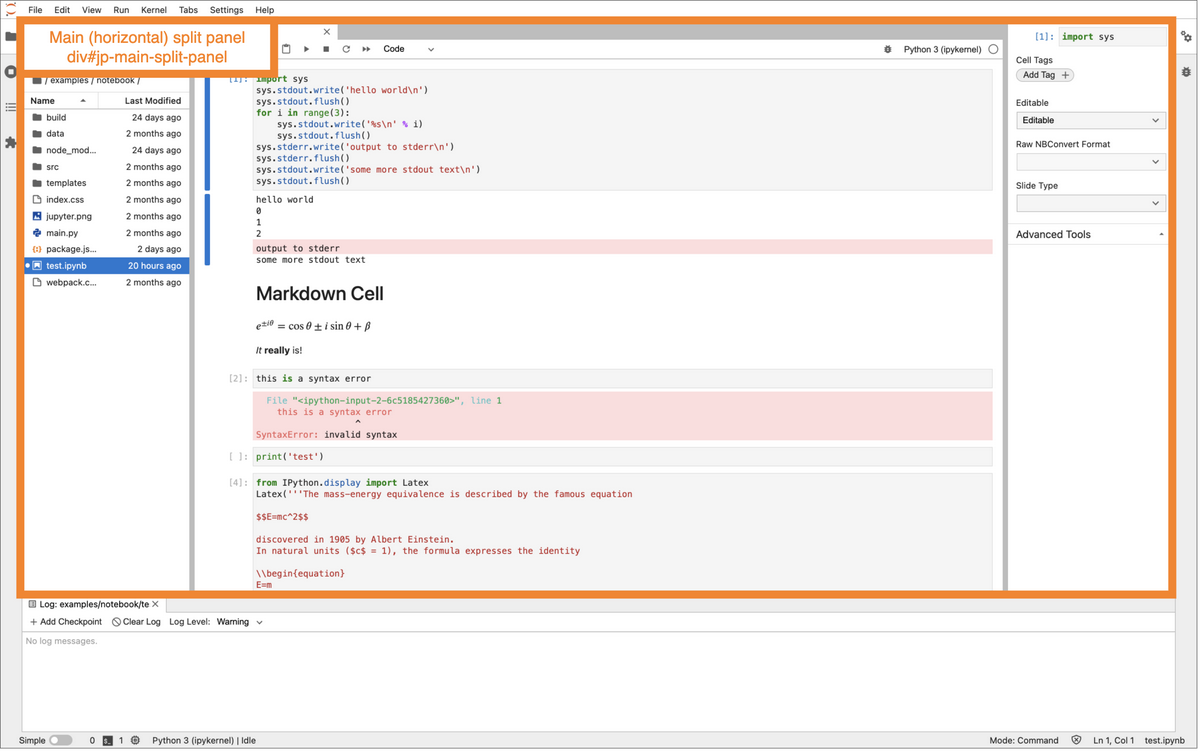 File Edit View Run Kernel Tabs Settings Help
Main (horizontal) split panel
div#jp-main-split-panel
Code
Python 3 (ipykernel)
/ examples / notebook /
Name Last Modified
build 24 days ago
data 2 months ago
node_mod... 24 days ago
src 2 months ago
templates 2 months ago
index.css 2 months ago
jupyter.png 2 months ago
main.py 2 months ago
package.js... 2 days ago
test.ipynb 20 hours ago
webpack.c... 2 months ago
[1]: import sys
sys.stdout.write('hello world\n')
sys.stdout.flush()
for i in range(3):
    sys.stdout.write('%s\n' % i)
    sys.stdout.flush()
sys.stderr.write('output to stderr\n')
sys.stderr.flush()
sys.stdout.write('some more stdout text\n')
sys.stdout.flush()
hello world
0
1
2
output to stderr
some more stdout text
Markdown Cell
e±iθ = cos θ ± i sin θ + β
It really is!
[2]: this is a syntax error
File "<ipython-input-2-6c5185427360>", line 1
this is a syntax error
^
SyntaxError: invalid syntax
[ ]: print('test')
[4]: from IPython.display import Latex
Latex('''The mass-energy equivalence is described by the famous equation
$$E=mc^2$$
discovered in 1905 by Albert Einstein.
In natural units ($c$ = 1), the formula expresses the identity
\\begin{equation}
E=m
[1]: import sys
Cell Tags
Add Tag +
Editable
Editable
Raw NBConvert Format
Slide Type
Advanced Tools
Log: examples/notebook/te
+ Add Checkpoint Clear Log Log Level: Warning
No log messages.
Simple 0 1 Python 3 (ipykernel) | Idle Mode: Command Ln 1, Col 1 test.ipynb